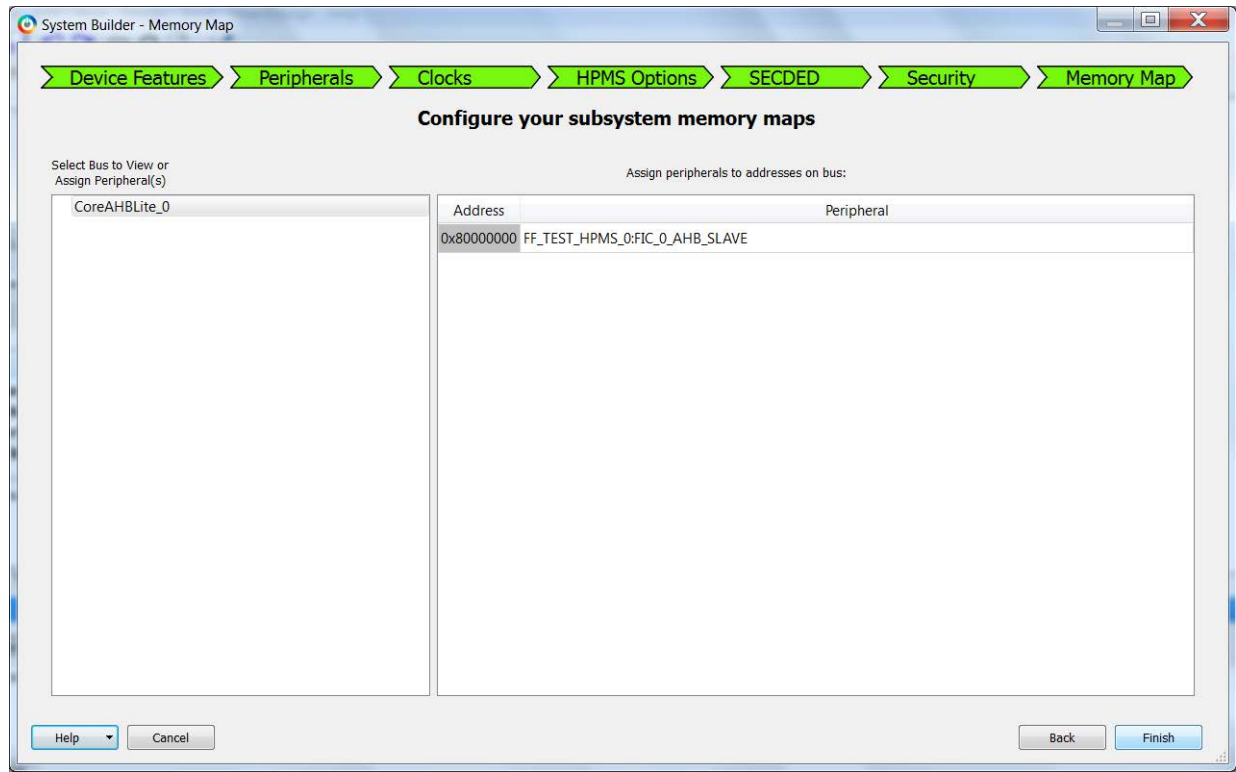 System Builder - Memory Map
Device Features Peripherals Clocks HPMS Options SECDED Security Memory Map
Configure your subsystem memory maps
Select Bus to View or
Assign Peripheral(s)
Assign peripherals to addresses on bus:
CoreAHBLite_0
Address Peripheral
0x80000000 FF_TEST_HPMS_0:FIC_0_AHB_SLAVE
Help Cancel Back Finish